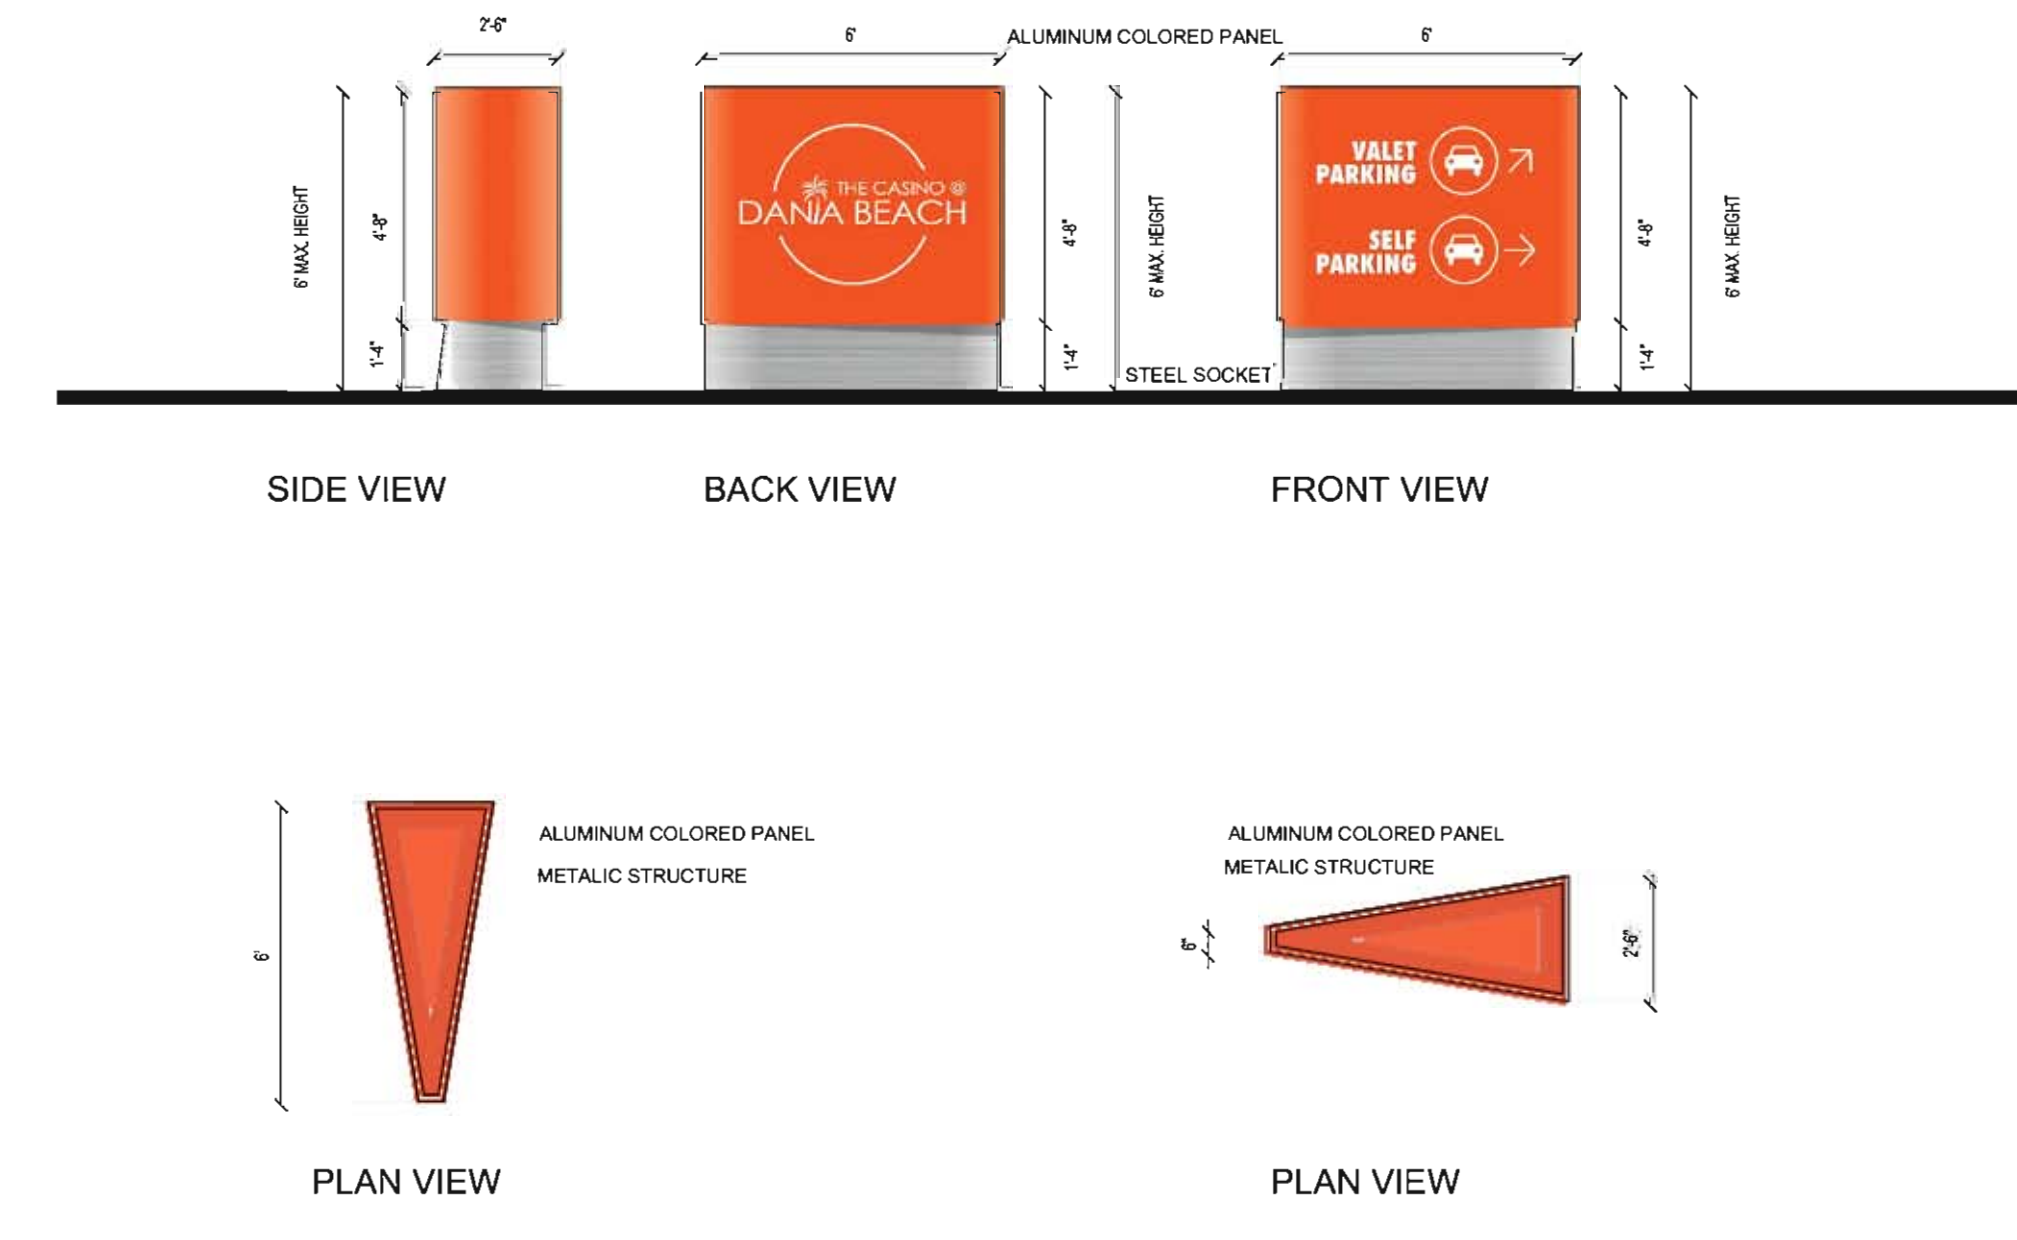 2'-6"
6'
ALUMINUM COLORED PANEL
6'
6' MAX. HEIGHT
4'-8"
1'-4"
THE CASINO @
DANIA BEACH
4'-8"
1'-4"
6' MAX. HEIGHT
STEEL SOCKET
VALET
PARKING
SELF
PARKING
4'-8"
1'-4"
6' MAX. HEIGHT
SIDE VIEW
BACK VIEW
FRONT VIEW
6'
ALUMINUM COLORED PANEL
METALIC STRUCTURE
ALUMINUM COLORED PANEL
METALIC STRUCTURE
6"
2'-6"
PLAN VIEW
PLAN VIEW